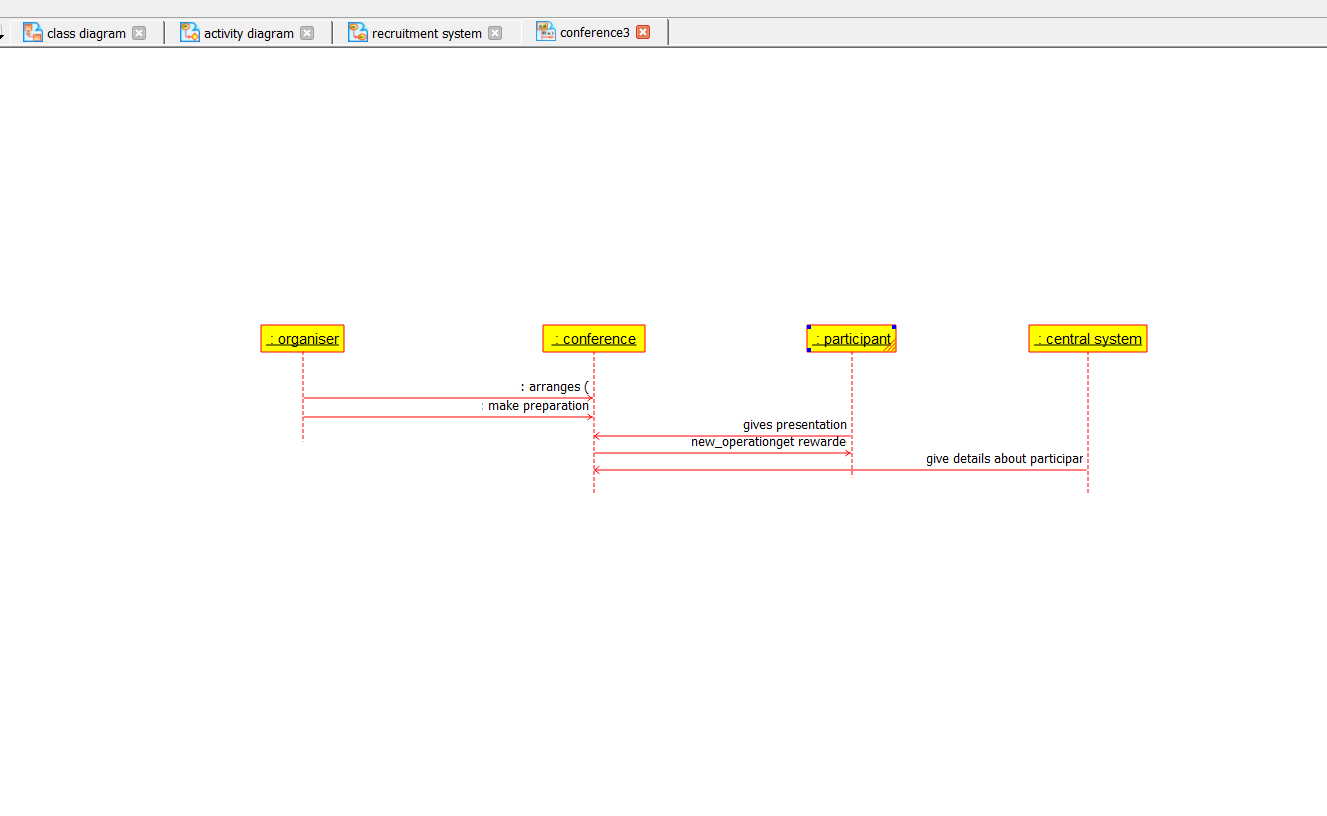 class diagram
activity diagram
recruitment system
conference3
: organiser
: conference
: participant
: central system
: arranges (
: make preparation
gives presentation
new_operationget rewarde
give details about participar